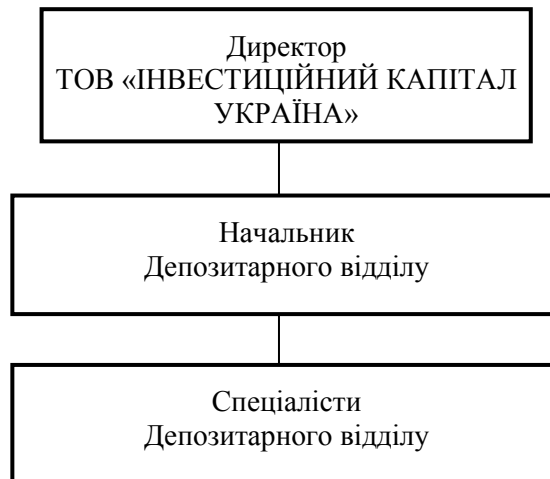 Директор
ТОВ «ІНВЕСТИЦІЙНИЙ КАПІТАЛ
УКРАЇНА»
Начальник
Депозитарного відділу
Спеціалісти
Депозитарного відділу